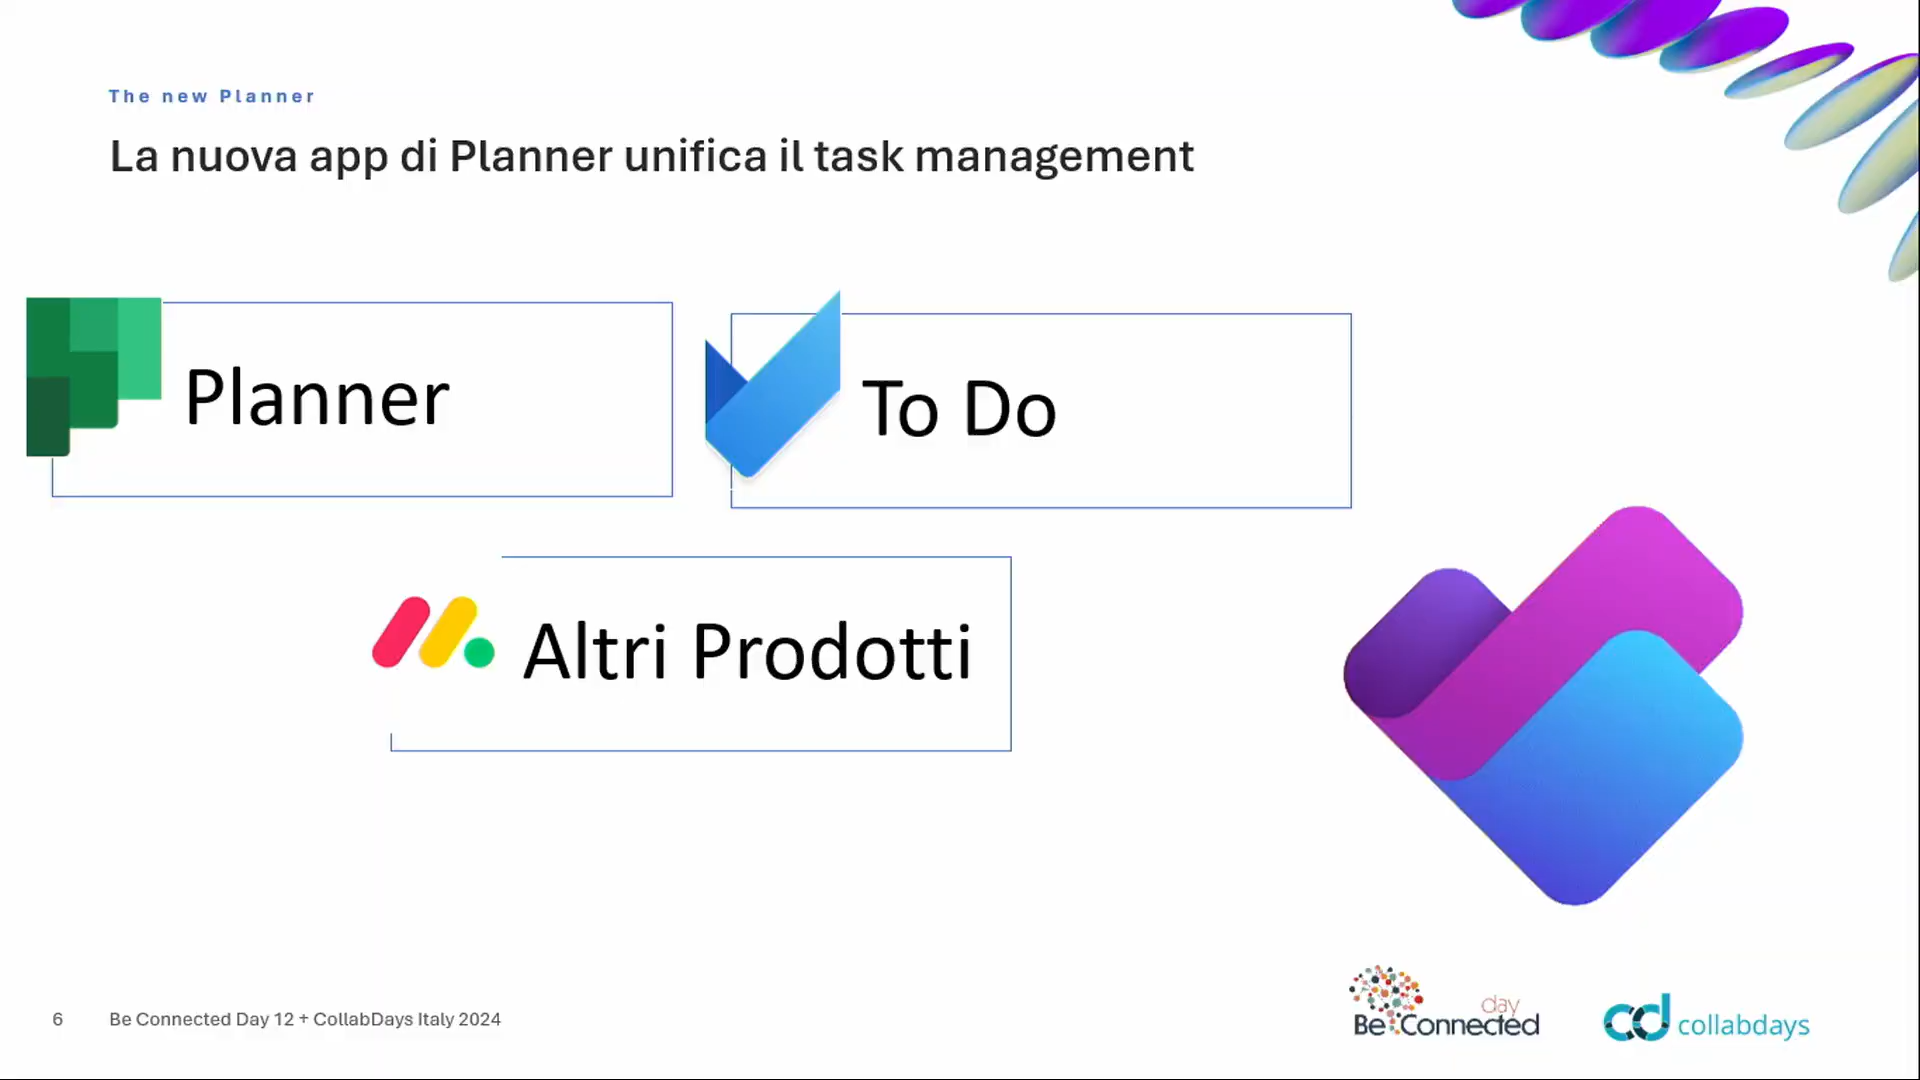 The new Planner
La nuova app di Planner unifica il task management
Planner
To Do
Altri Prodotti
6
Be Connected Day 12 + CollabDays Italy 2024
day
Be Connected
cd collabdays